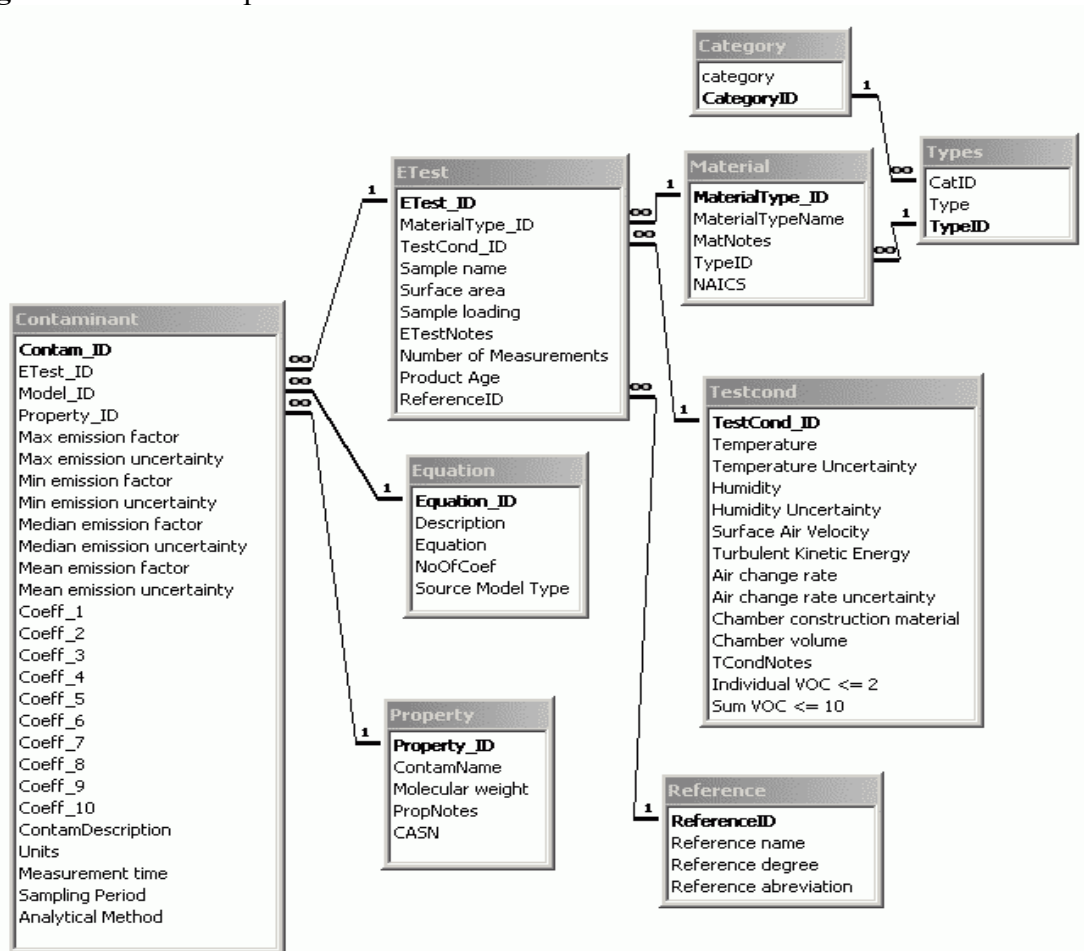 Category
category
CategoryID
1
∞
Types
CatID
Type
TypeID
1
∞
Material
MaterialType_ID
MaterialTypeName
MatNotes
TypeID
NAICS
1
∞
∞
ETest
ETest_ID
MaterialType_ID
TestCond_ID
Sample name
Surface area
Sample loading
ETestNotes
Number of Measurements
Product Age
ReferenceID
1
∞
Contaminant
Contam_ID
ETest_ID
Model_ID
Property_ID
Max emission factor
Max emission uncertainty
Min emission factor
Min emission uncertainty
Median emission factor
Median emission uncertainty
Mean emission factor
Mean emission uncertainty
Coeff_1
Coeff_2
Coeff_3
Coeff_4
Coeff_5
Coeff_6
Coeff_7
Coeff_8
Coeff_9
Coeff_10
ContamDescription
Units
Measurement time
Sampling Period
Analytical Method
∞
∞
∞
1
Equation
Equation_ID
Description
Equation
NoOfCoef
Source Model Type
1
Testcond
TestCond_ID
Temperature
Temperature Uncertainty
Humidity
Humidity Uncertainty
Surface Air Velocity
Turbulent Kinetic Energy
Air change rate
Air change rate uncertainty
Chamber construction material
Chamber volume
TCondNotes
Individual VOC <= 2
Sum VOC <= 10
1
Property
Property_ID
ContamName
Molecular weight
PropNotes
CASN
1
Reference
ReferenceID
Reference name
Reference degree
Reference abreviation